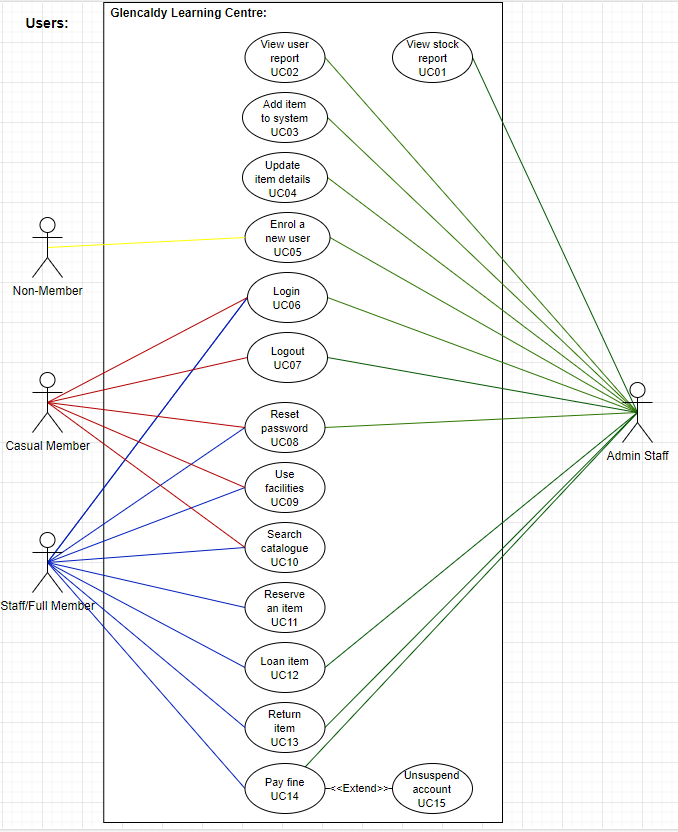 Users:
Glencaldy Learning Centre:
View user
report
UC02
View stock
report
UC01
Add item
to system
UC03
Update
item details
UC04
Enrol a
new user
UC05
Non-Member
Login
UC06
Logout
UC07
Casual Member
Reset
password
UC08
Admin Staff
Use
facilities
UC09
Search
catalogue
UC10
Staff/Full Member
Reserve
an item
UC11
Loan item
UC12
Return
item
UC13
Pay fine
UC14
<<Extend>>
Unsuspend
account
UC15